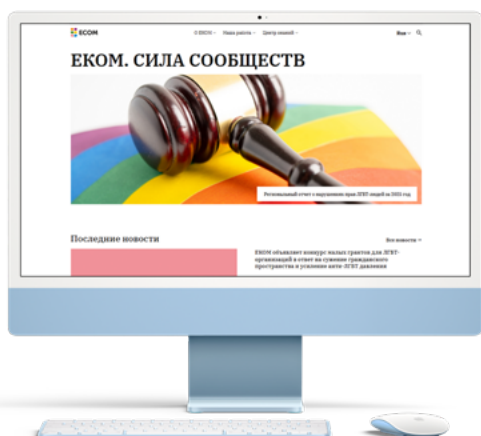 ECOM
О ЕКОМ
Наша работа
Центр знаний
Rus
ЕКОМ. СИЛА СООБЩЕСТВ
Региональный отчет о нарушениях прав ЛГБТ людей за 2024 год
Последние новости
Все новости
ЕКОМ объявляет конкурс малых грантов для ЛГБТ-
организаций в ответ на сужение гражданского
пространства и усиление анти-ЛГБТ давления